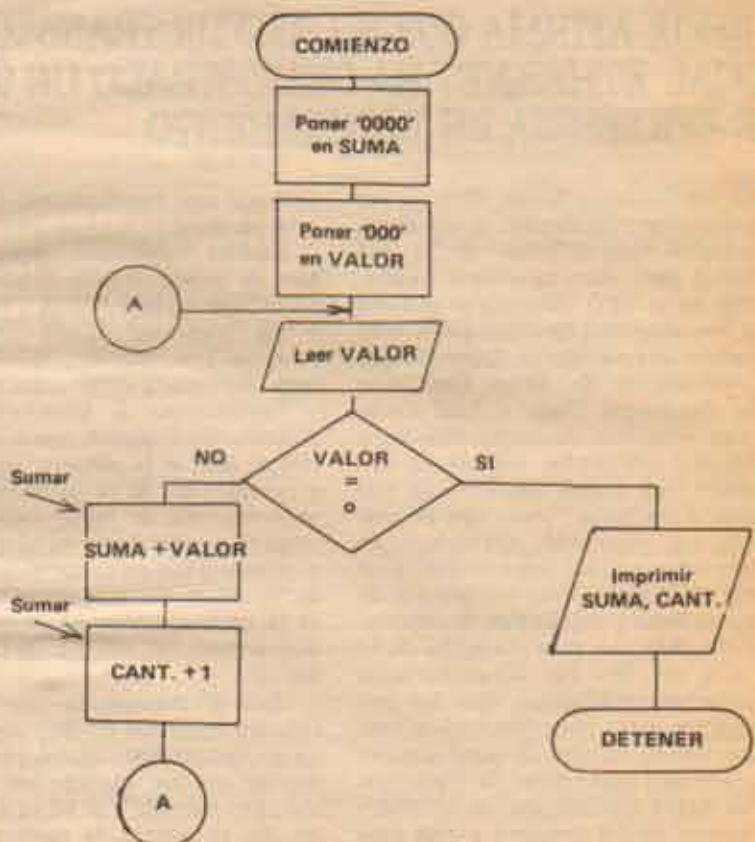 COMIENZO
Poner '0000'
en SUMA
Poner '000'
en VALOR
A
Leer VALOR
NO
VALOR
=
o
SI
Sumar
SUMA + VALOR
Sumar
CANT. + 1
A
Imprimir
SUMA, CANT.
DETENER